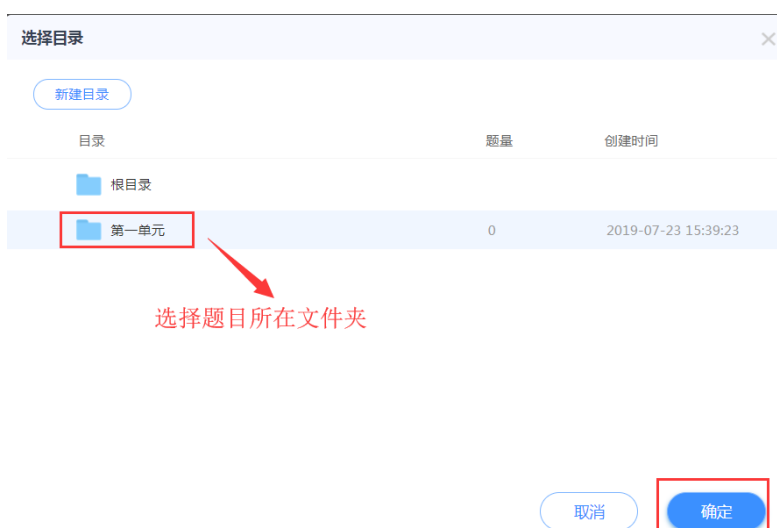 选择目录
新建目录
目录 题量 创建时间
根目录
第一单元 0 2019-07-23 15:39:23
选择题目所在文件夹
取消 确定